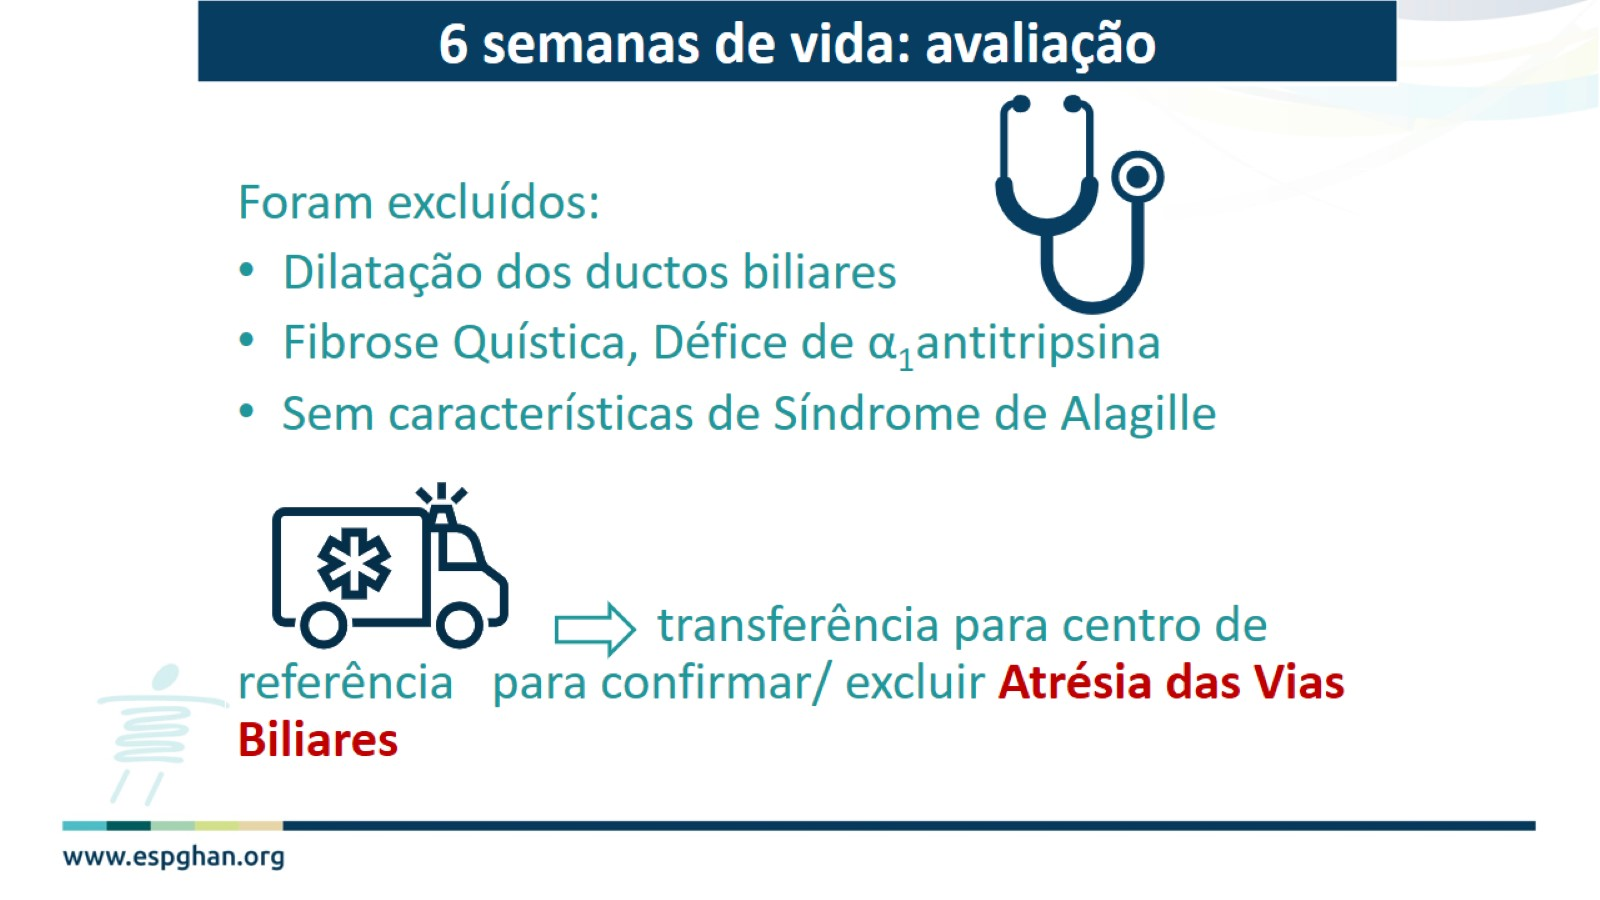 6 semanas de vida: avaliação
Foram excluídos:
• Dilatação dos ductos biliares
• Fibrose Quística, Défice de α₁antitripsina
• Sem características de Síndrome de Alagille
transferência para centro de
referência para confirmar/ excluir Atrésia das Vias
Biliares
www.espghan.org